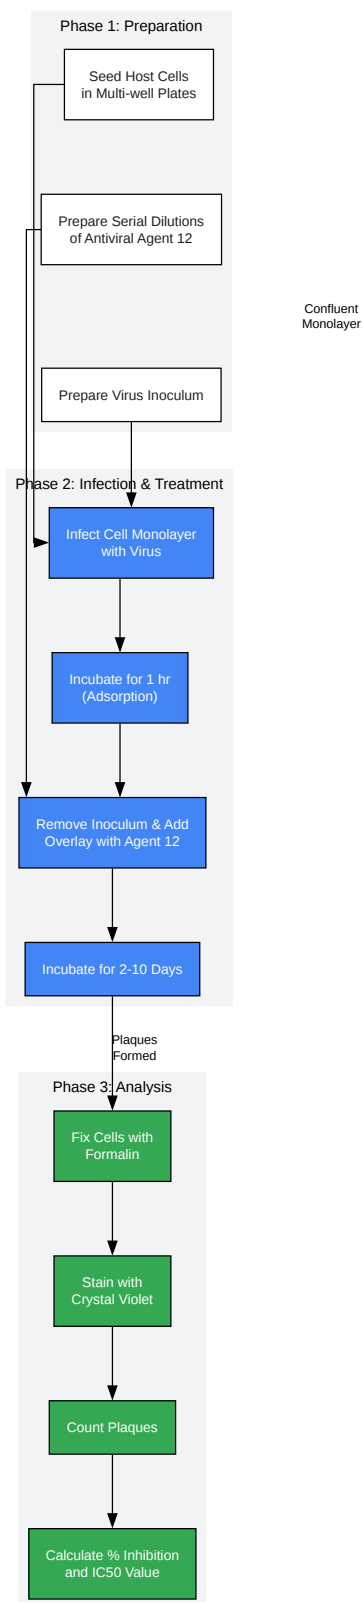 Phase 1: Preparation
Seed Host Cells
in Multi-well Plates
Prepare Serial Dilutions
of Antiviral Agent 12
Confluent
Monolayer
Prepare Virus Inoculum
Phase 2: Infection & Treatment
Infect Cell Monolayer
with Virus
Incubate for 1 hr
(Adsorption)
Remove Inoculum & Add
Overlay with Agent 12
Incubate for 2-10 Days
Plaques
Formed
Phase 3: Analysis
Fix Cells with
Formalin
Stain with
Crystal Violet
Count Plaques
Calculate % Inhibition
and IC50 Value